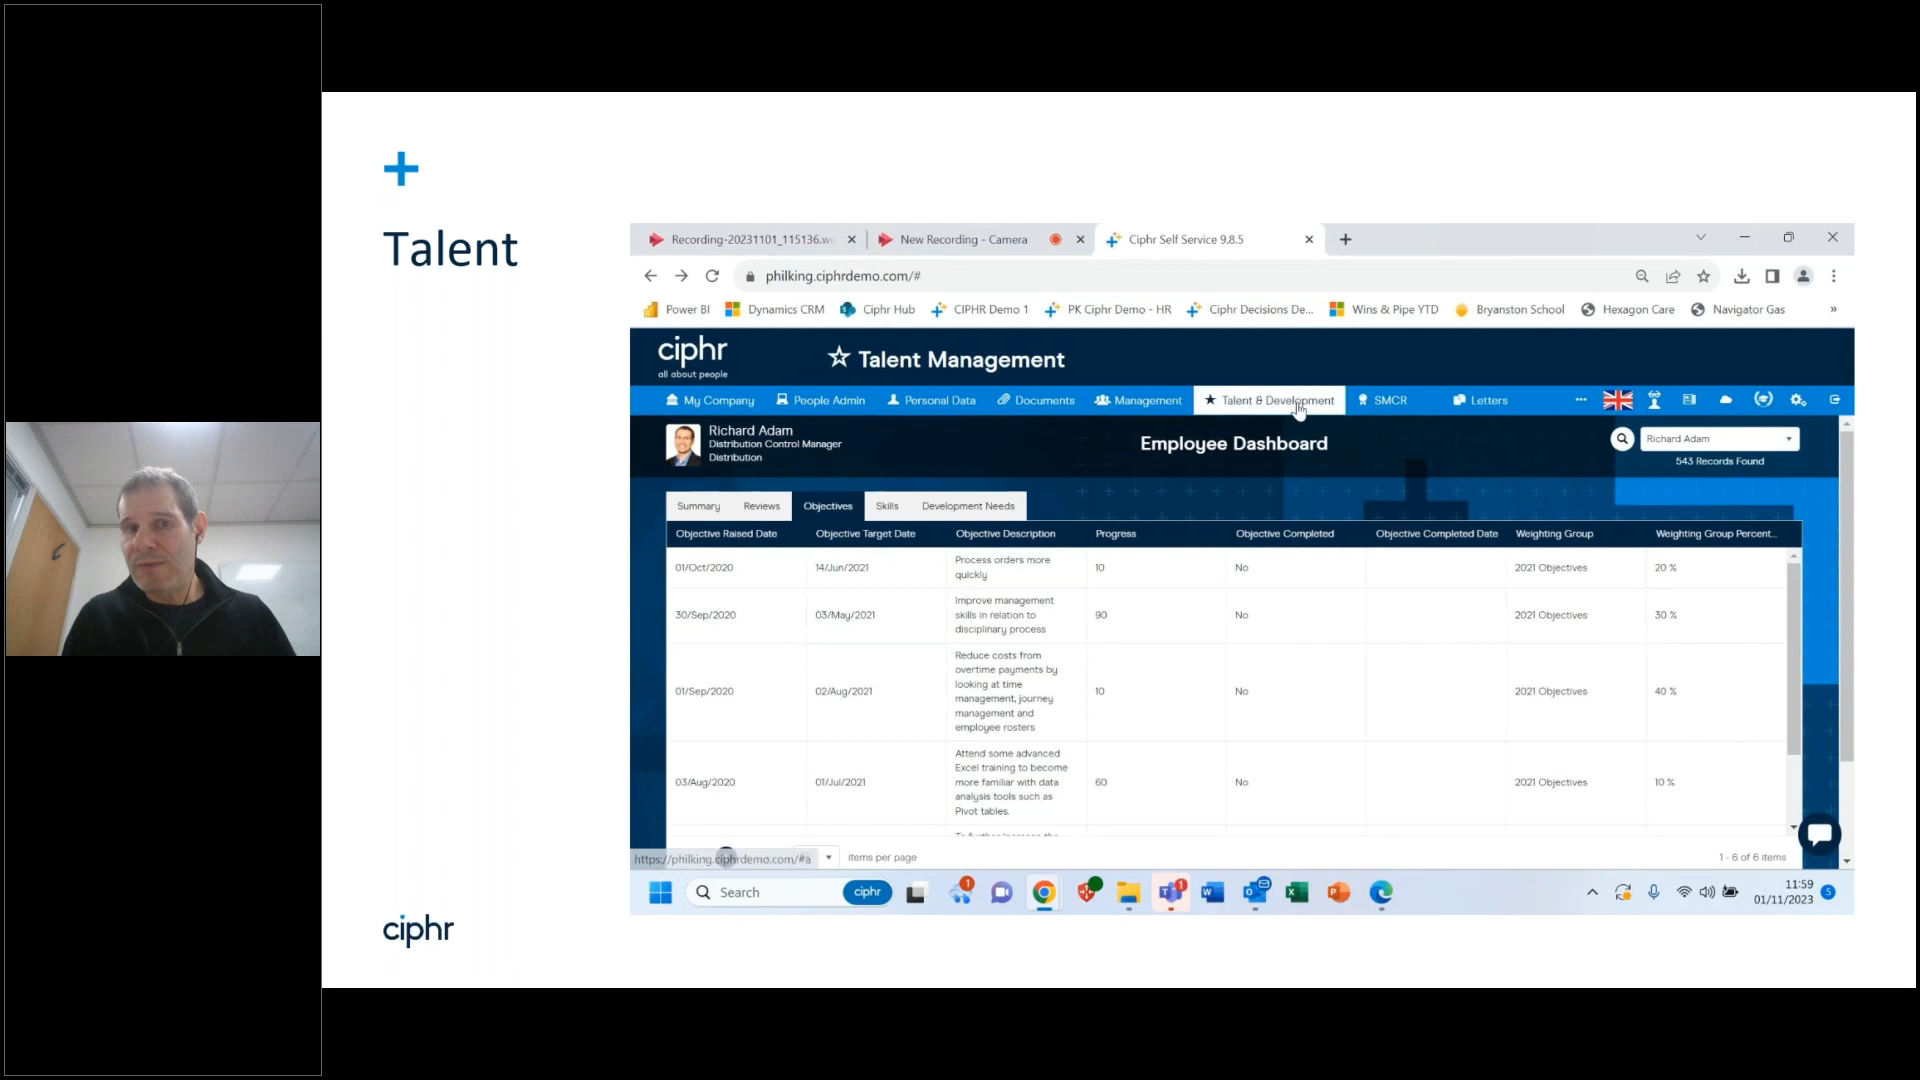 Talent
Recording-20231101_115136.w
New Recording - Camera
Ciphr Self Service 9.8.5
philking.ciphrdemo.com/#
Power BI
Dynamics CRM
Ciphr Hub
CIPHR Demo 1
PK Ciphr Demo - HR
Ciphr Decisions De...
Wins & Pipe YTD
Bryanston School
Hexagon Care
Navigator Gas
»
ciphr
all about people
Talent Management
My Company
People Admin
Personal Data
Documents
Management
Talent & Development
SMCR
Letters
Richard Adam
Distribution Control Manager
Distribution
Employee Dashboard
Richard Adam
543 Records Found
Summary
Reviews
Objectives
Skills
Development Needs
Objective Raised Date
Objective Target Date
Objective Description
Progress
Objective Completed
Objective Completed Date
Weighting Group
Weighting Group Percent...
01/Oct/2020
14/Jun/2021
Process orders more
quickly
10
No
2021 Objectives
20 %
30/Sep/2020
03/May/2021
Improve management
skills in relation to
disciplinary process
90
No
2021 Objectives
30 %
01/Sep/2020
02/Aug/2021
Reduce costs from
overtime payments by
looking at time
management, journey
management and
employee rosters
10
No
2021 Objectives
40 %
03/Aug/2020
01/Jul/2021
Attend some advanced
Excel training to become
more familiar with data
analysis tools such as
Pivot tables.
60
No
2021 Objectives
10 %
https://philking.ciphrdemo.com/#a
items per page
1 - 6 of 6 items
Search
ciphr
1
1
11:59
01/11/2023
5
ciphr